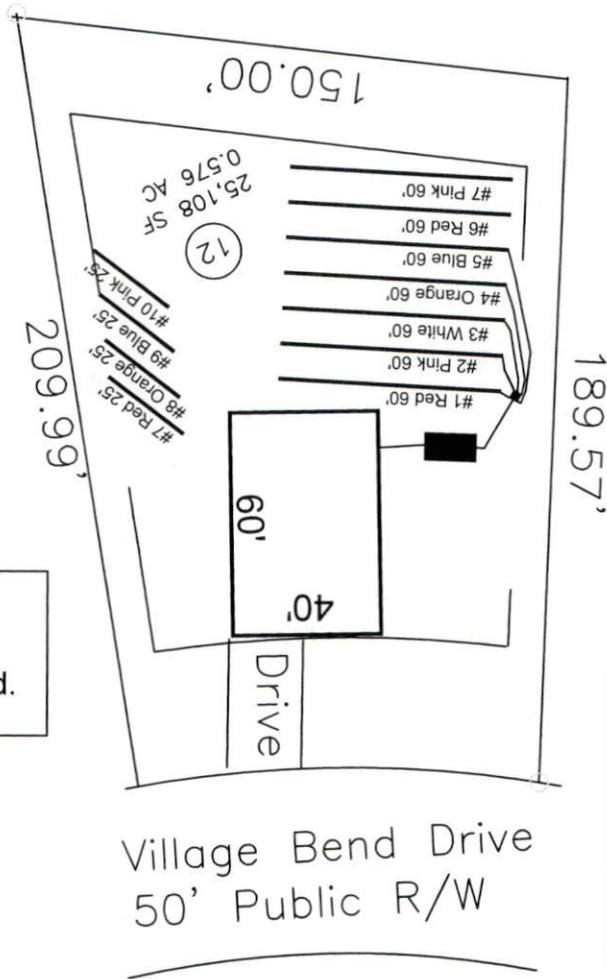 150.00'
25,108 SF
0.576 AC
12
#7 Pink 60'
#6 Red 60'
#5 Blue 60'
#4 Orange 60'
#3 White 60'
#2 Pink 60'
#1 Red 60'
#10 Pink 25'
#9 Blue 25'
#8 Orange 25'
#7 Red 25'
209.99'
189.57'
60'
40'
d.
Drive
Village Bend Drive
50' Public R/W